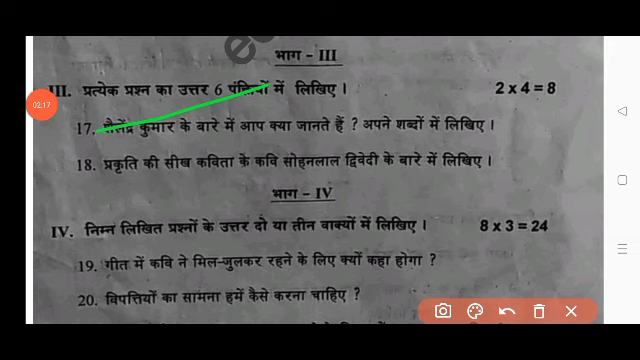 भाग - III
III. प्रत्येक प्रश्न का उत्तर 6 पंक्तियों में लिखिए । 2 x 4 = 8
02:17
17. शैलेंद्र कुमार के बारे में आप क्या जानते हैं ? अपने शब्दों में लिखिए ।
18. प्रकृति की सीख कविता के कवि सोहनलाल द्विवेदी के बारे में लिखिए ।
भाग - IV
IV. निम्न लिखित प्रश्नों के उत्तर दो या तीन वाक्यों में लिखिए । 8 x 3 = 24
19. गीत में कवि ने मिल-जुलकर रहने के लिए क्यों कहा होगा ?
20. विपत्तियों का सामना हमें कैसे करना चाहिए ?